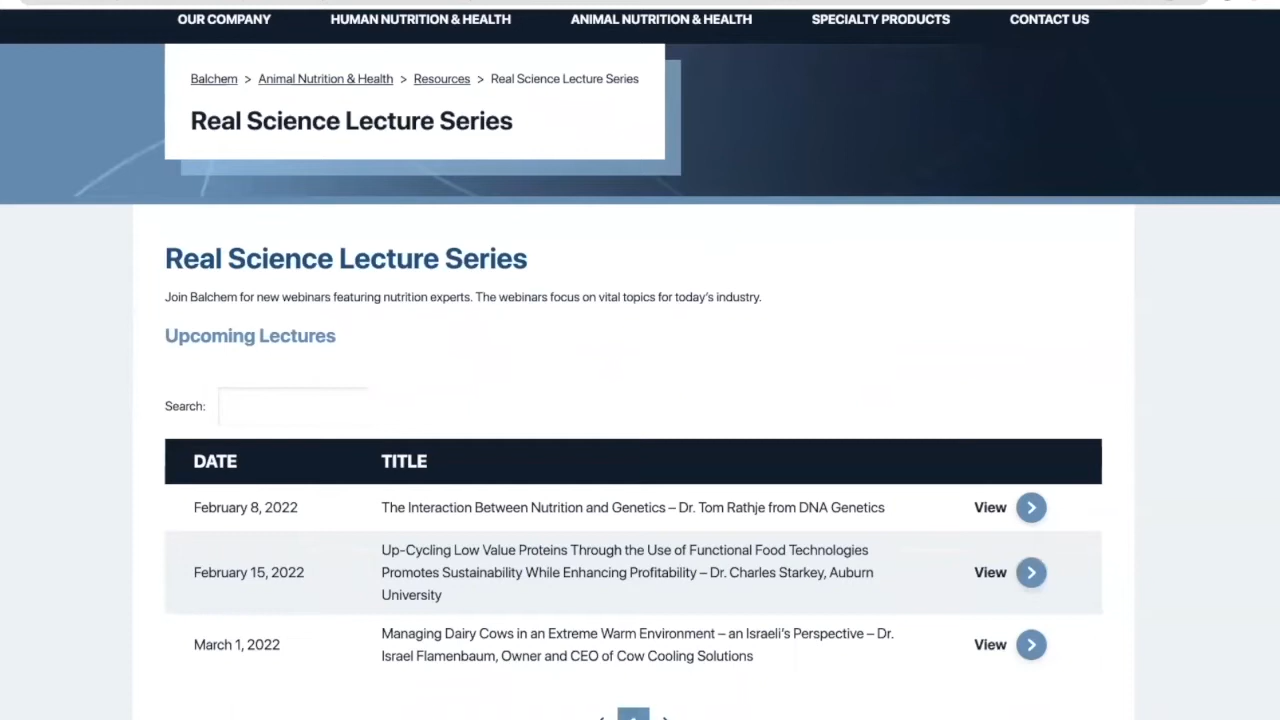 OUR COMPANY HUMAN NUTRITION & HEALTH ANIMAL NUTRITION & HEALTH SPECIALTY PRODUCTS CONTACT US
Balchem > Animal Nutrition & Health > Resources > Real Science Lecture Series
Real Science Lecture Series
Real Science Lecture Series
Join Balchem for new webinars featuring nutrition experts. The webinars focus on vital topics for today's industry.
Upcoming Lectures
Search:
DATE TITLE
February 8, 2022 The Interaction Between Nutrition and Genetics – Dr. Tom Rathje from DNA Genetics View
Up-Cycling Low Value Proteins Through the Use of Functional Food Technologies
February 15, 2022 Promotes Sustainability While Enhancing Profitability – Dr. Charles Starkey, Auburn View
University
Managing Dairy Cows in an Extreme Warm Environment – an Israeli's Perspective – Dr.
March 1, 2022 View
Israel Flamenbaum, Owner and CEO of Cow Cooling Solutions